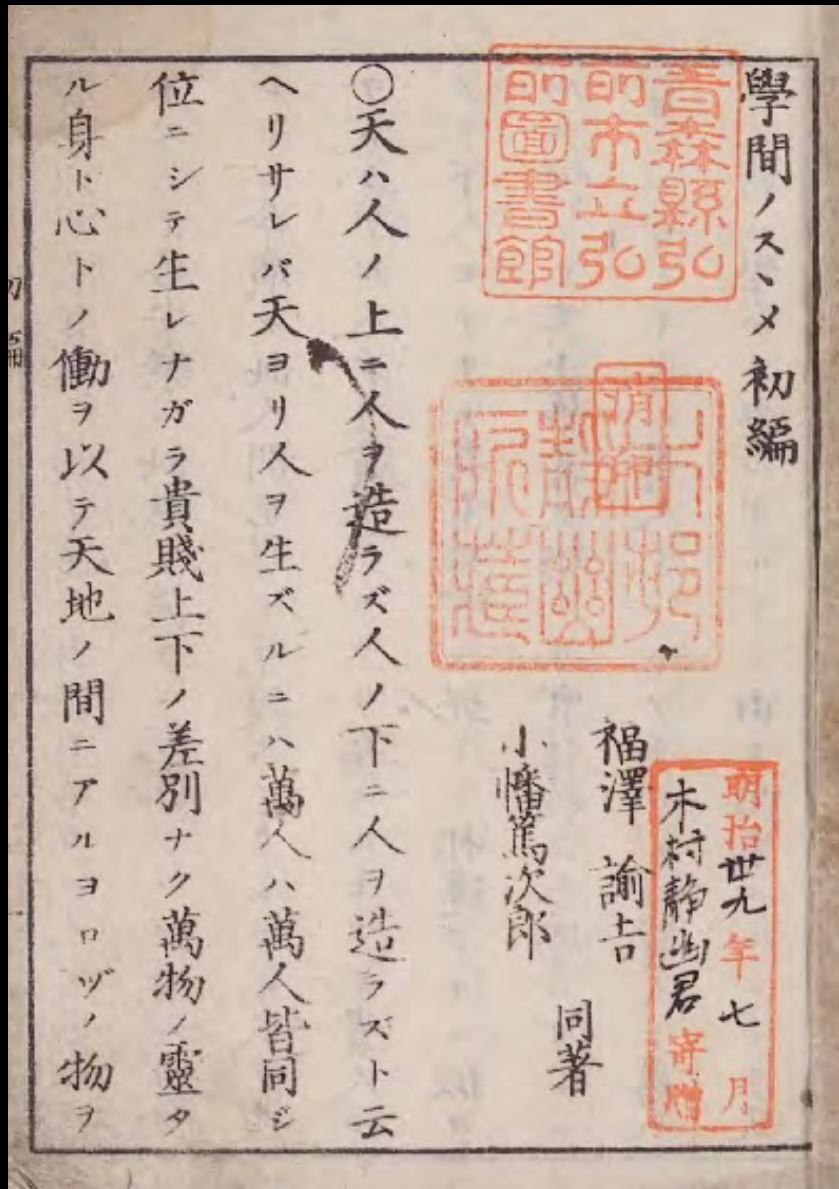 學問ノスヽメ初編
青森縣弘
前市立弘
前圖書館
消印
明治卅九年七月
木村靜幽君寄贈
福澤諭吉
小幡篤次郎
同著
〇天ハ人ノ上ニ人ヲ造ラズ人ノ下ニ人ヲ造ラズト云
ヘリサレバ天ヨリ人ヲ生ズルニハ萬人ハ萬人皆同ジ
位ニシテ生レナガラ貴賤上下ノ差別ナク萬物ノ靈タ
ル身ト心トノ働ヲ以テ天地ノ間ニアルヨロヅノ物ヲ
初編